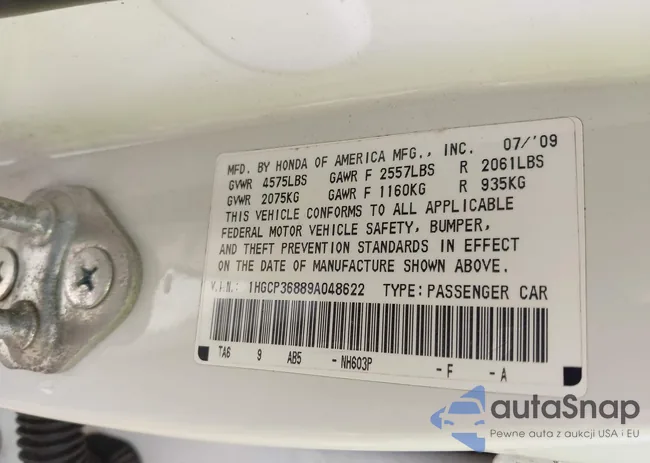 MFD. BY HONDA OF AMERICA MFG., INC. 07/'09
GVWR 4575LBS GAWR F 2557LBS R 2061LBS
GVWR 2075KG GAWR F 1160KG R 935KG
THIS VEHICLE CONFORMS TO ALL APPLICABLE
FEDERAL MOTOR VEHICLE SAFETY, BUMPER,
AND THEFT PREVENTION STANDARDS IN EFFECT
ON THE DATE OF MANUFACTURE SHOWN ABOVE.
V.I.N.: 1HGCP36889A048622 TYPE: PASSENGER CAR
TA6 9 AB5 - NH603P - F - A
autaSnap
Pewne auta z aukcji USA i EU